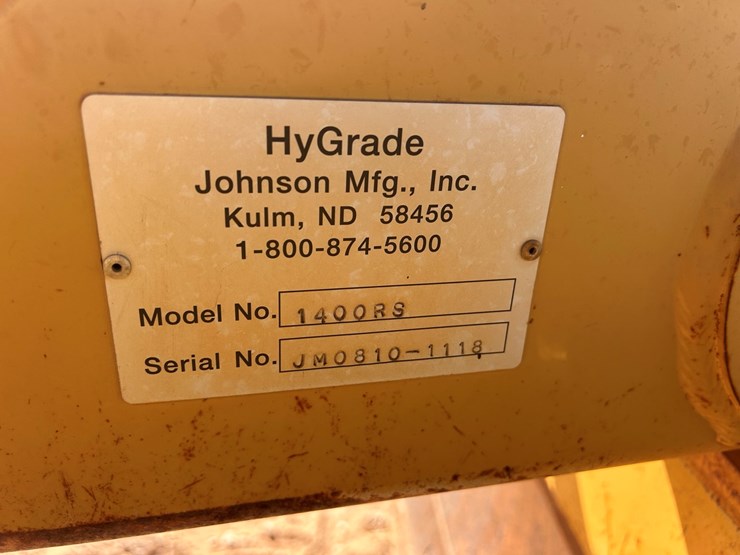 HyGrade
Johnson Mfg., Inc.
Kulm, ND 58456
1-800-874-5600
Model No. 1400RS
Serial No. JM0810-1118